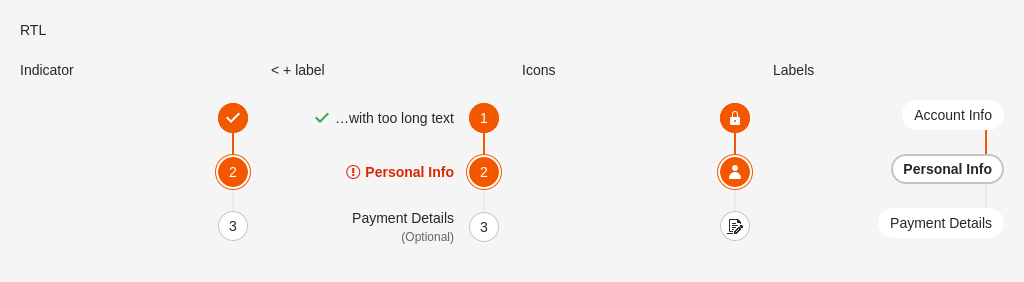 RTL
Indicator
< + label
Icons
Labels
2
3
…with too long text
1
Personal Info
2
Payment Details
(Optional)
3
Account Info
Personal Info
Payment Details